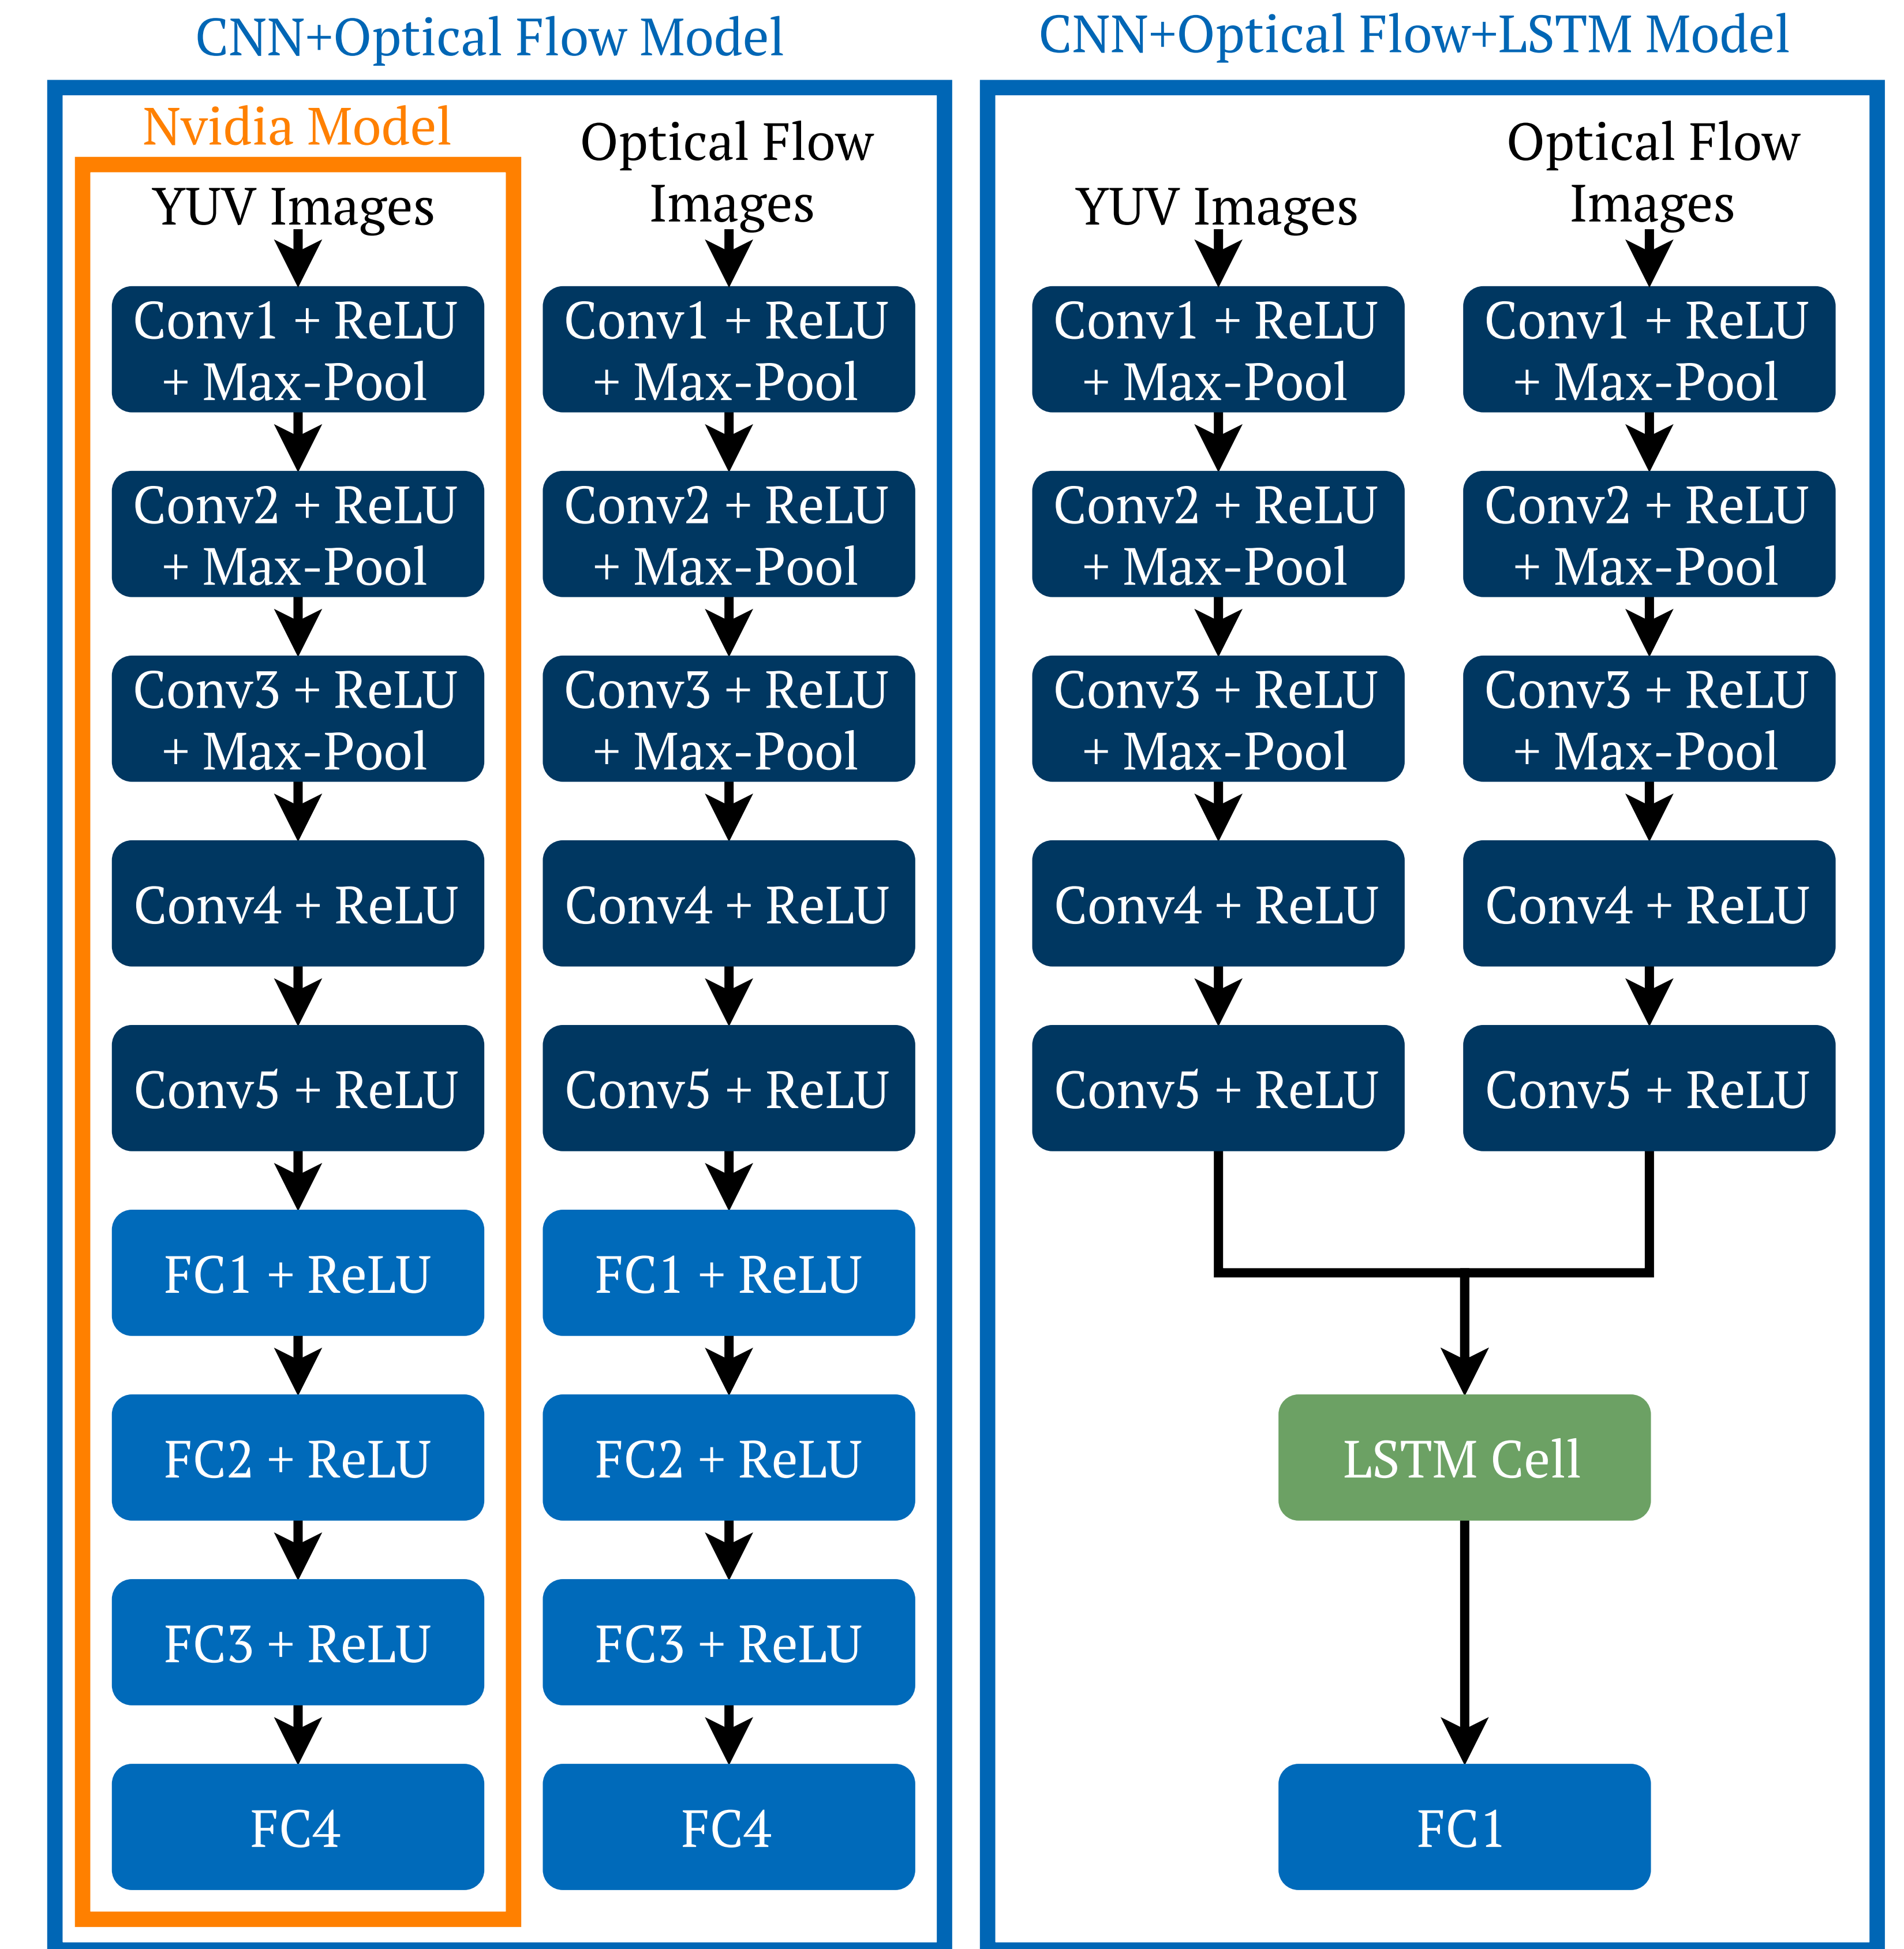 CNN+Optical Flow Model
Nvidia Model
YUV Images
Conv1 + ReLU
+ Max-Pool
Conv2 + ReLU
+ Max-Pool
Conv3 + ReLU
+ Max-Pool
Conv4 + ReLU
Conv5 + ReLU
FC1 + ReLU
FC2 + ReLU
FC3 + ReLU
FC4
Optical Flow
Images
Conv1 + ReLU
+ Max-Pool
Conv2 + ReLU
+ Max-Pool
Conv3 + ReLU
+ Max-Pool
Conv4 + ReLU
Conv5 + ReLU
FC1 + ReLU
FC2 + ReLU
FC3 + ReLU
FC4
CNN+Optical Flow+LSTM Model
YUV Images
Conv1 + ReLU
+ Max-Pool
Conv2 + ReLU
+ Max-Pool
Conv3 + ReLU
+ Max-Pool
Conv4 + ReLU
Conv5 + ReLU
Optical Flow
Images
Conv1 + ReLU
+ Max-Pool
Conv2 + ReLU
+ Max-Pool
Conv3 + ReLU
+ Max-Pool
Conv4 + ReLU
Conv5 + ReLU
LSTM Cell
FC1